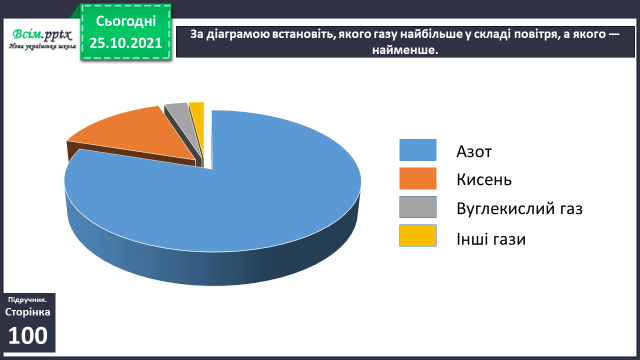 Всім.pptx
Нова українська школа
Сьогодні
25.10.2021
За діаграмою встановіть, якого газу найбільше у складі повітря, а якого —
найменше.
Азот
Кисень
Вуглекислий газ
Інші гази
Підручник.
Сторінка
100